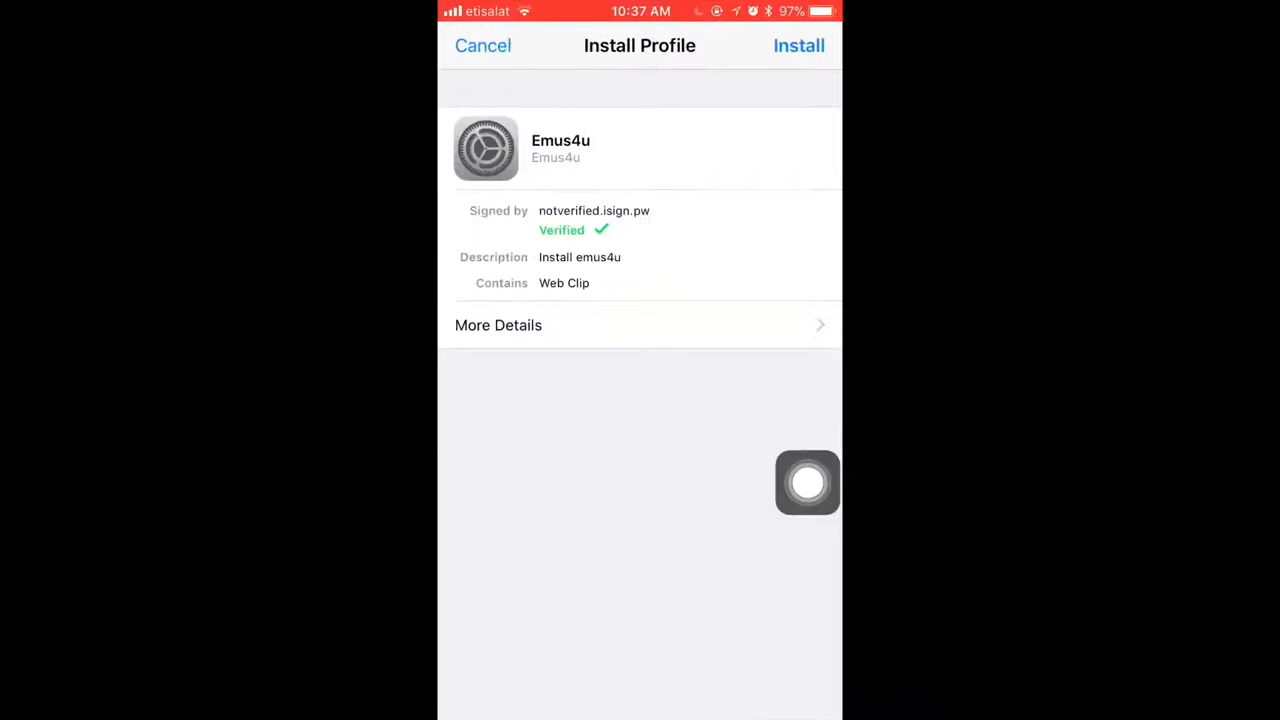 etisalat 10:37 AM 97%
Cancel Install Profile Install
Emus4u
Emus4u
Signed by notverified.isign.pw
Verified
Description Install emus4u
Contains Web Clip
More Details